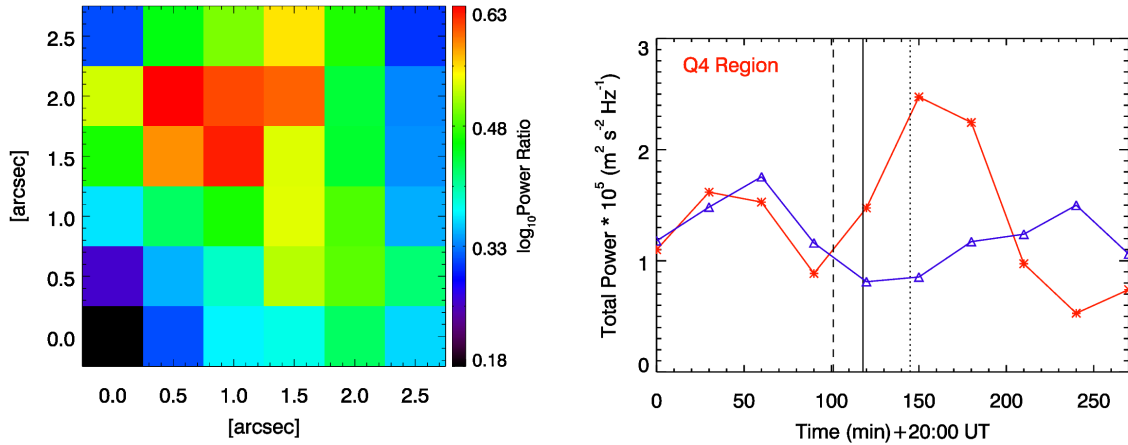 2.5
2.0
1.5
1.0
0.5
0.0
[arcsec]
0.0 0.5 1.0 1.5 2.0 2.5
[arcsec]
0.63
0.48
0.33
0.18
log₁₀Power Ratio
Q4 Region
3
2
1
0
Total Power * 10⁵ (m² s⁻² Hz⁻¹)
0 50 100 150 200 250
Time (min) +20:00 UT